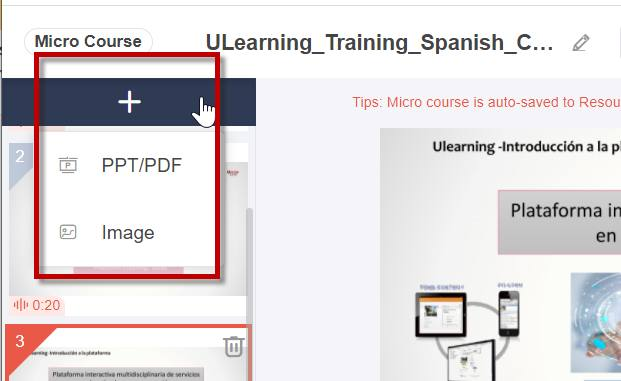 Micro Course
ULearning_Training_Spanish_C...
Tips: Micro course is auto-saved to Resou
+
2
PPT/PDF
Image
0:20
3
earning -Introducción a la plataforma
Plataforma interactiva multidisciplinaria de servicios
Ulearning -Introducción a la pl
Plataforma in
en